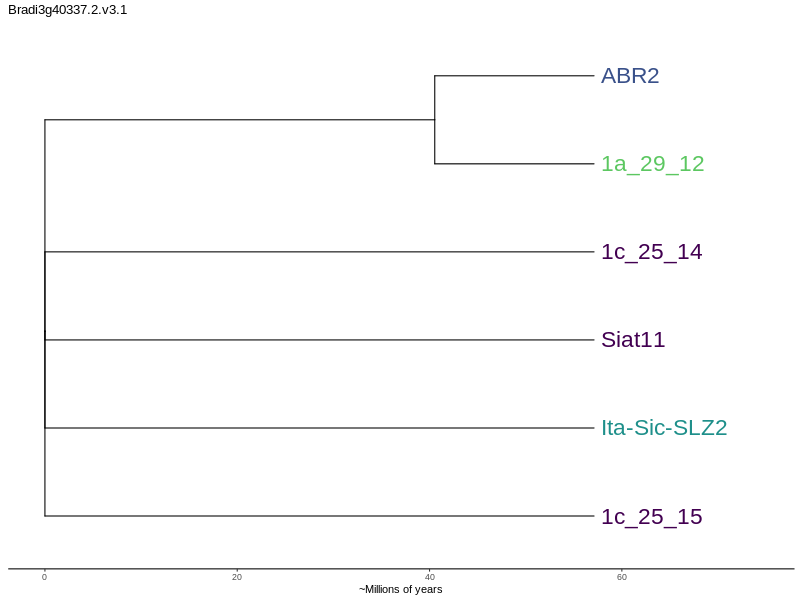 Bradi3g40337.2.v3.1
ABR2
1a_29_12
1c_25_14
Siat11
Ita-Sic-SLZ2
1c_25_15
0 20 40 60
~Millions of years